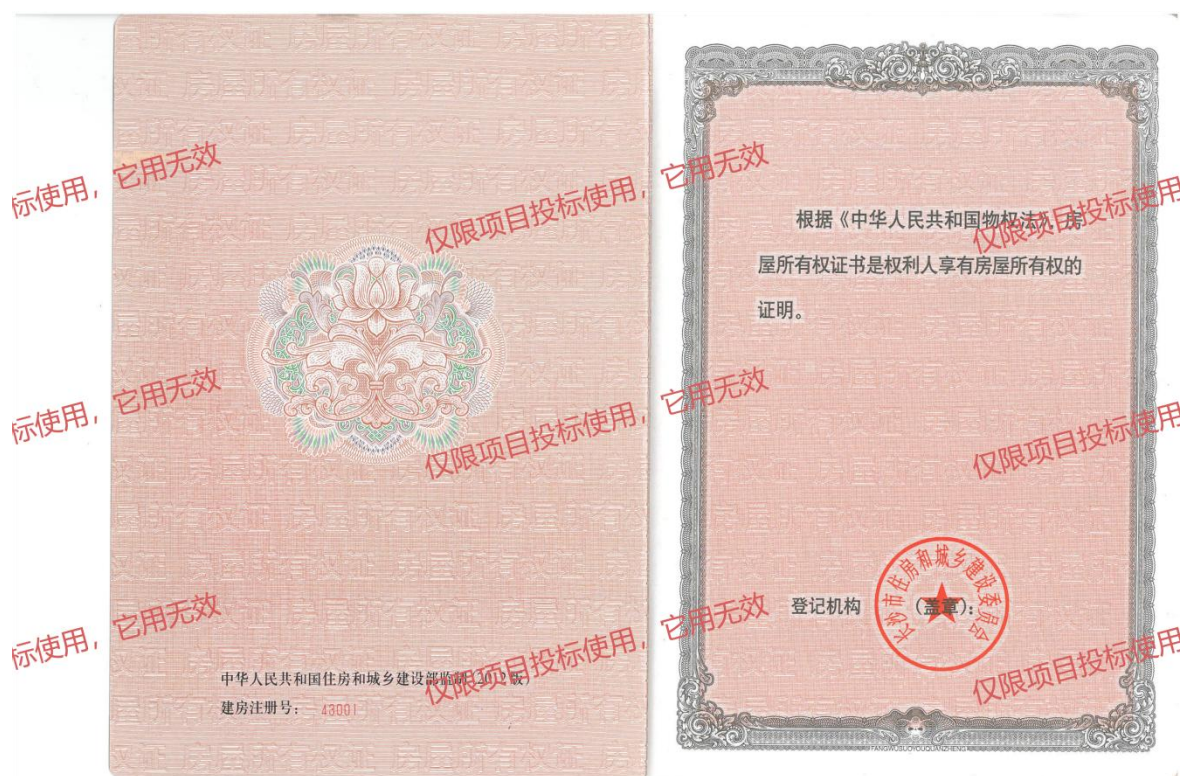 中华人民共和国住房和城乡建设部监制(2012版)
建房注册号： 43001
根据《中华人民共和国物权法》，房
屋所有权证书是权利人享有房屋所有权的
证明。
登记机构 （盖章）：
长沙市住房和城乡建设委员会
FANGWUSUOYOUQUANZHENG
标使用，它用无效
仅限项目投标使用，它用无效
仅限项目投标使用
标使用，它用无效
仅限项目投标使用，它用无效
仅限项目投标使用
标使用，它用无效
仅限项目投标使用，它用无效
仅限项目投标使用